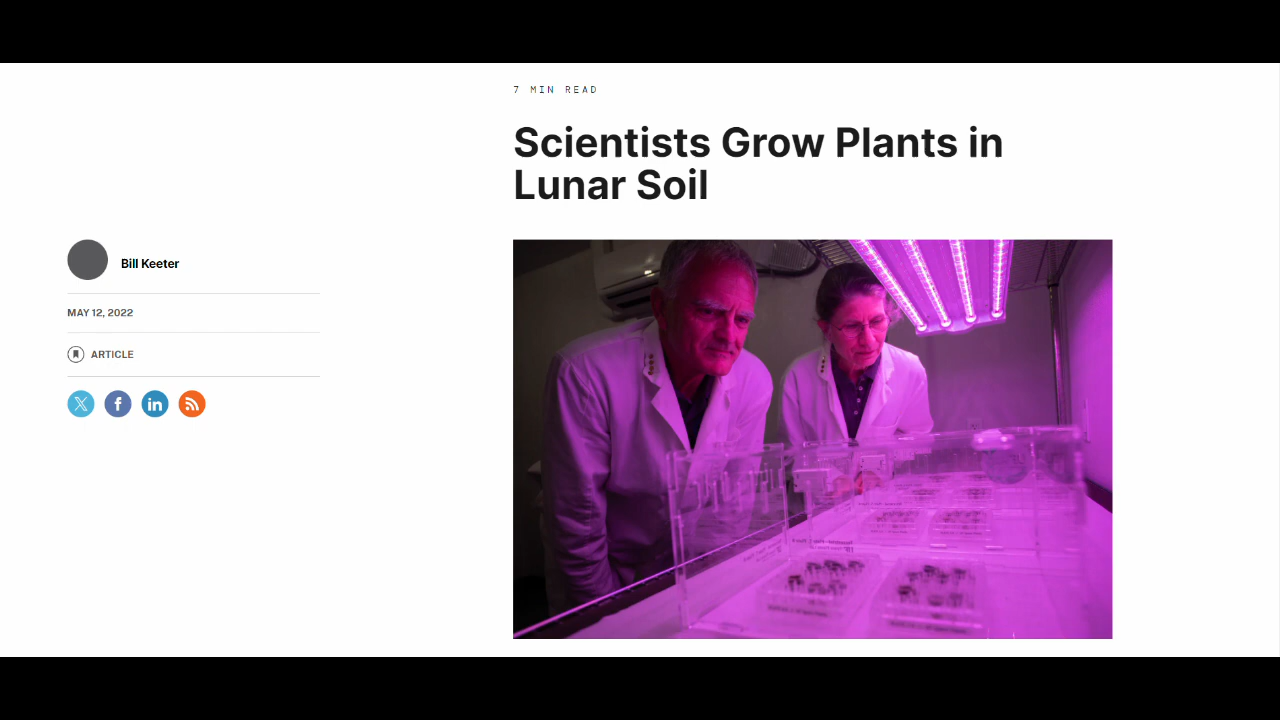 7 MIN READ
Scientists Grow Plants in
Lunar Soil
Bill Keeter
MAY 12, 2022
ARTICLE